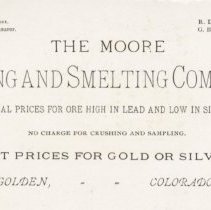 R. I
G. H
THE MOORE
NG AND SMELTING COM
AL PRICES FOR ORE HIGH IN LEAD AND LOW IN SI
NO CHARGE FOR CRUSHING AND SAMPLING.
T PRICES FOR GOLD OR SILV
GOLDEN, - - COLORADO